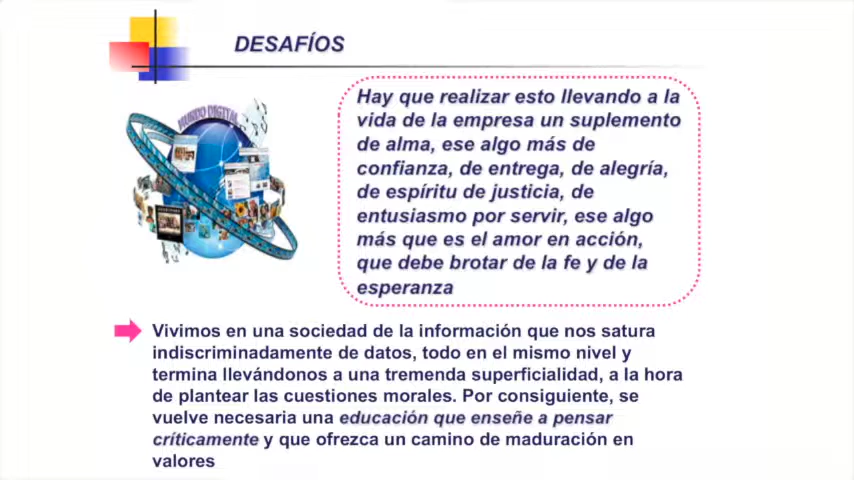 DESAFÍOS
MUNDO DIGITAL
Hay que realizar esto llevando a la
vida de la empresa un suplemento
de alma, ese algo más de
confianza, de entrega, de alegría,
de espíritu de justicia, de
entusiasmo por servir, ese algo
más que es el amor en acción,
que debe brotar de la fe y de la
esperanza
Vivimos en una sociedad de la información que nos satura
indiscriminadamente de datos, todo en el mismo nivel y
termina llevándonos a una tremenda superficialidad, a la hora
de plantear las cuestiones morales. Por consiguiente, se
vuelve necesaria una educación que enseñe a pensar
críticamente y que ofrezca un camino de maduración en
valores